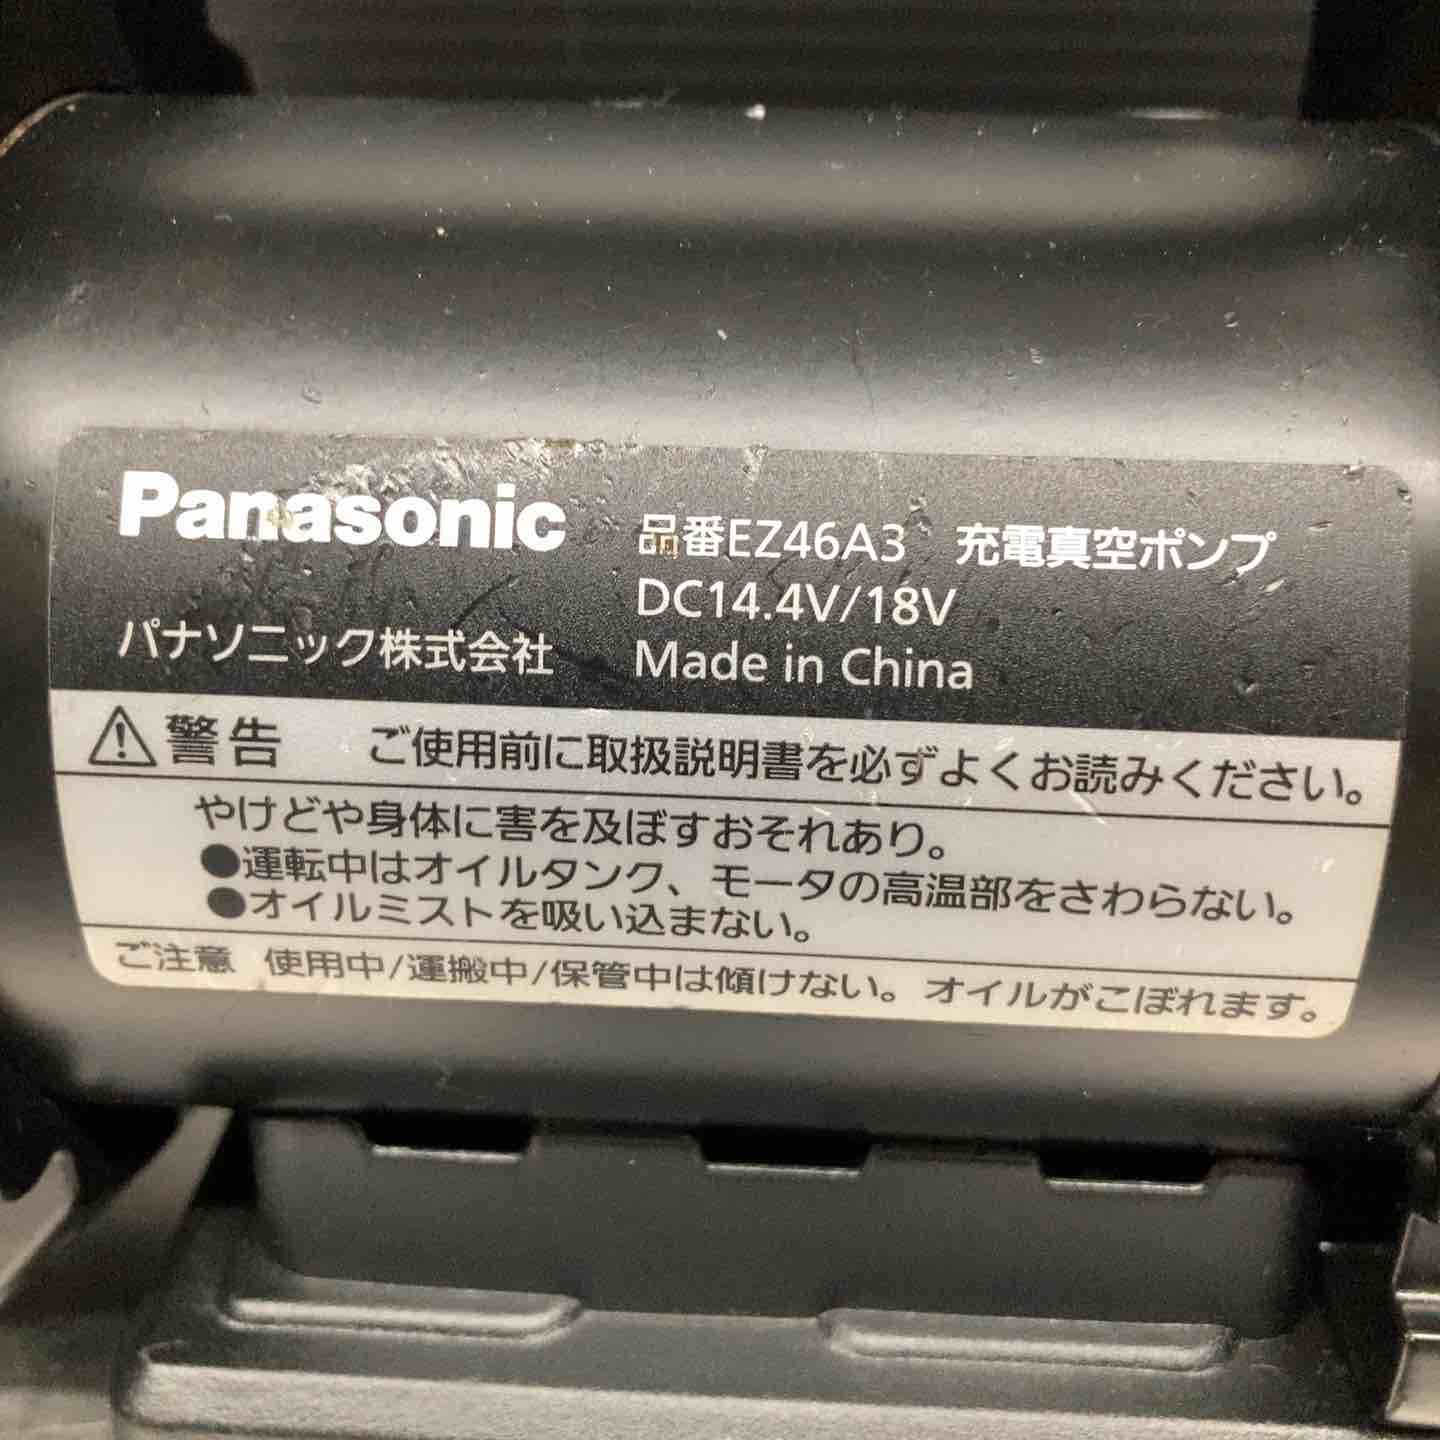 Panasonic
パナソニック株式会社
品番EZ46A3 充電真空ポンプ
DC14.4V/18V
Made in China
警告 ご使用前に取扱説明書を必ずよくお読みください。
やけどや身体に害を及ぼすおそれあり。
●運転中はオイルタンク、モータの高温部をさわらない。
●オイルミストを吸い込まない。
ご注意 使用中/運搬中/保管中は傾けない。オイルがこぼれます。